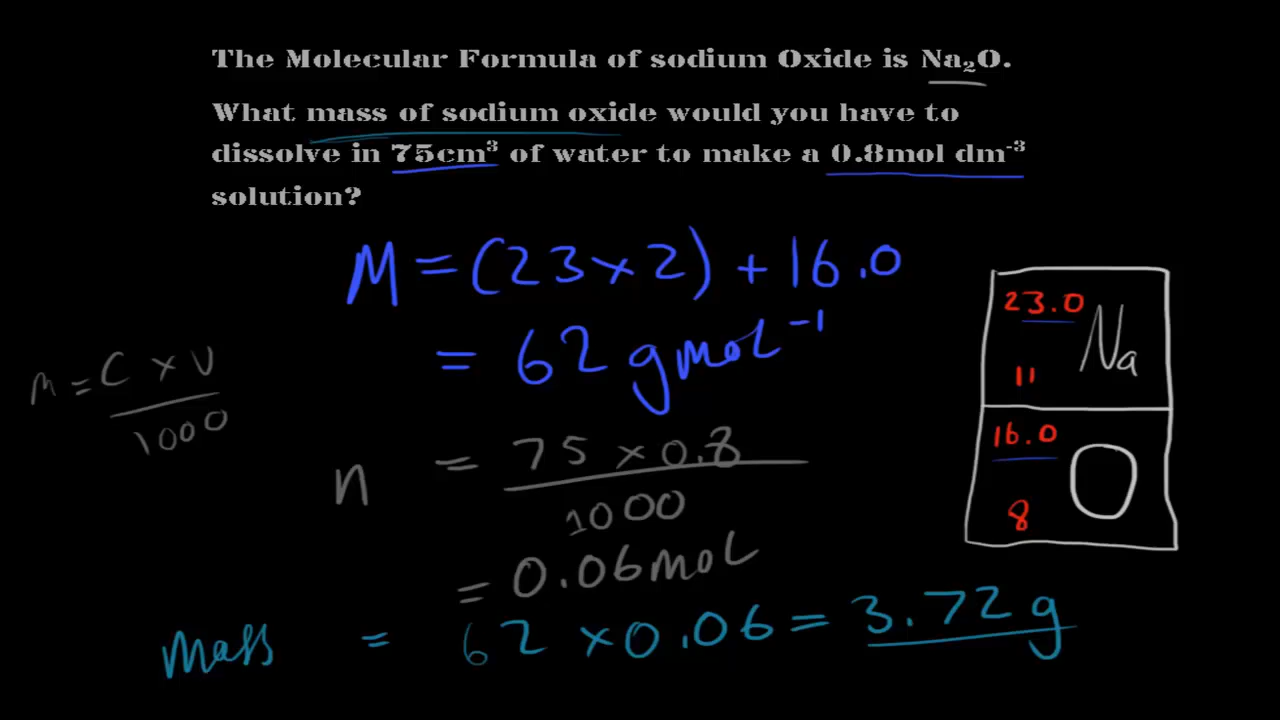 The Molecular Formula of sodium Oxide is Na₂O.
What mass of sodium oxide would you have to
dissolve in 75cm³ of water to make a 0.8mol dm⁻³
solution?
M = (23 × 2) + 16.0
= 62 gmol⁻¹
n = C × V
1000
n = 75 × 0.8
1000
= 0.06mol
mass = 62 × 0.06 = 3.72 g
23.0
Na
11
16.0
O
8